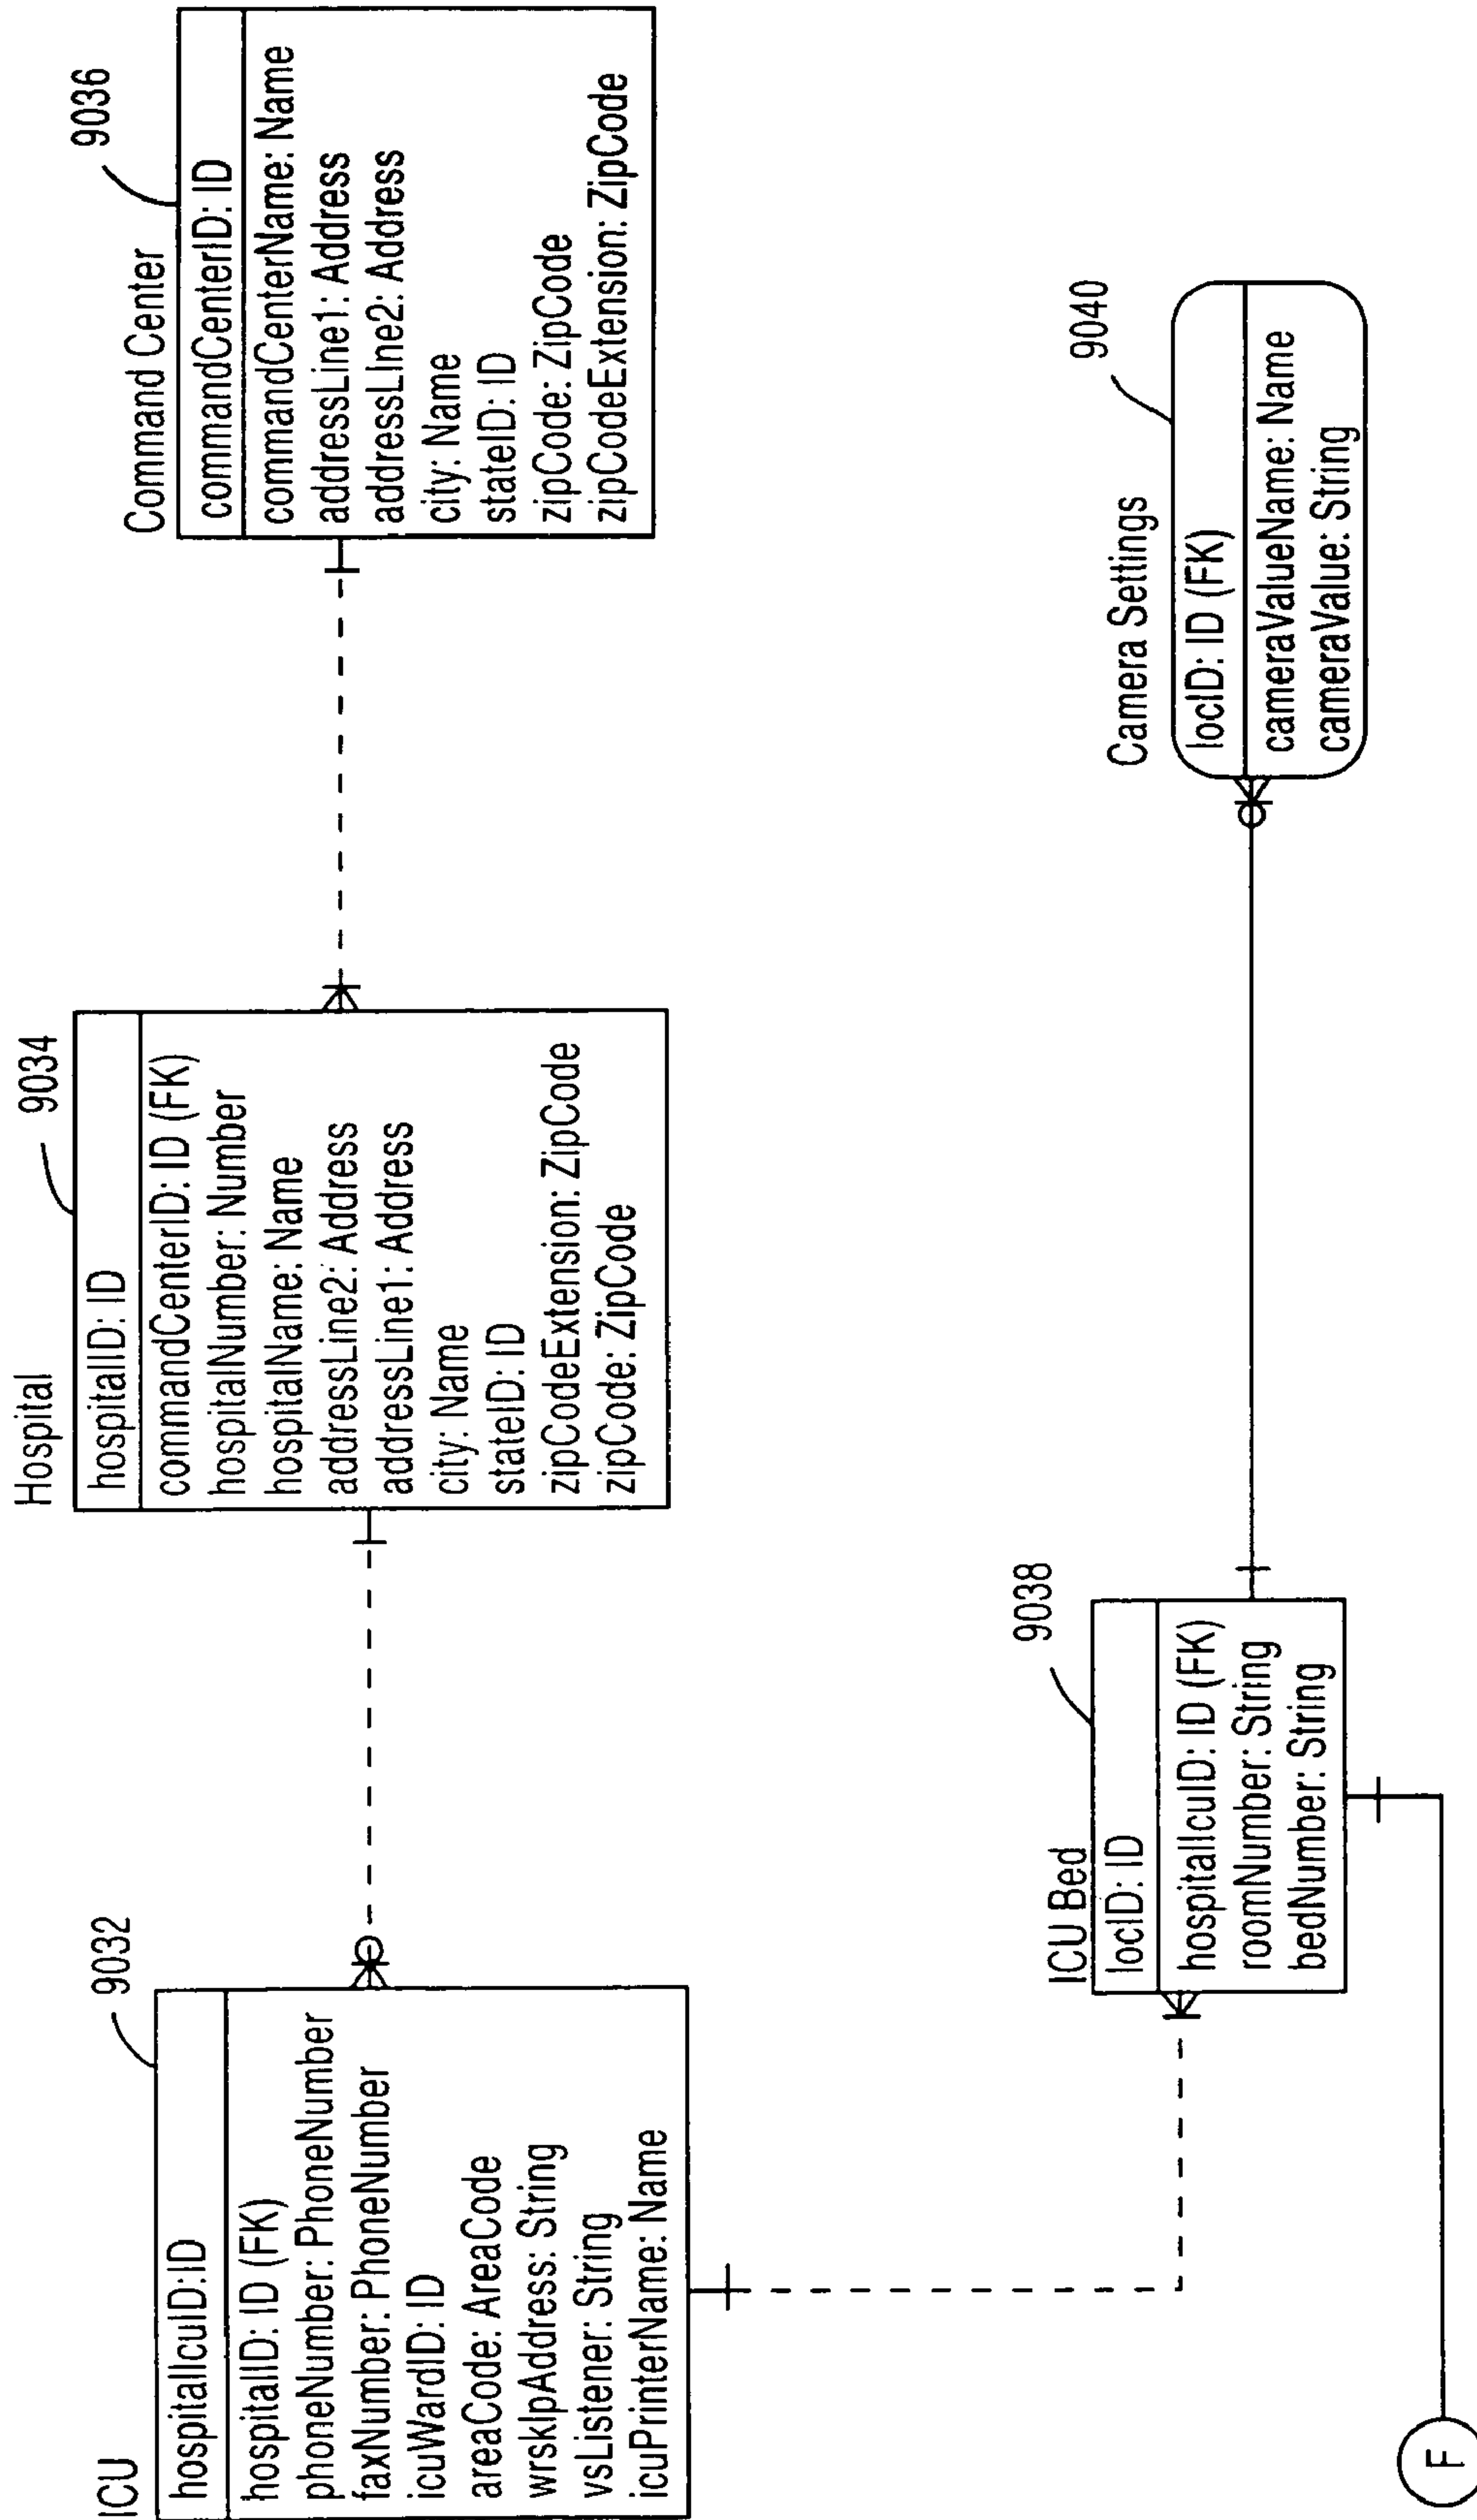 ICU
9032
hospitalIcuID:ID
hospitalID: ID (FK)
phoneNumber: PhoneNumber
faxNumber: PhoneNumber
icuWardID: ID
areaCode: AreaCode
wrskIpAddress: String
vsListener: String
icuPrinterName: Name
Hospital
9034
hospitalID: ID
commandCenterID: ID (FK)
hospitalNumber: Number
hospitalName: Name
addressLine2: Address
addressLine1: Address
city: Name
stateID: ID
zipCodeExtension: ZipCode
zipCode: ZipCode
Command Center
9036
commandCenterID: ID
commandCenterName: Name
addressLine1: Address
addressLIne2: Address
city: Name
stateID: ID
zipCode: ZipCode
zipCodeExtension: ZipCode
ICU Bed
9038
locID: ID
hospitalIcuID: ID (FK)
roomNumber: String
bedNumber: String
Camera Settings
9040
locID: ID (FK)
cameraValueName: Name
cameraValue: String
F